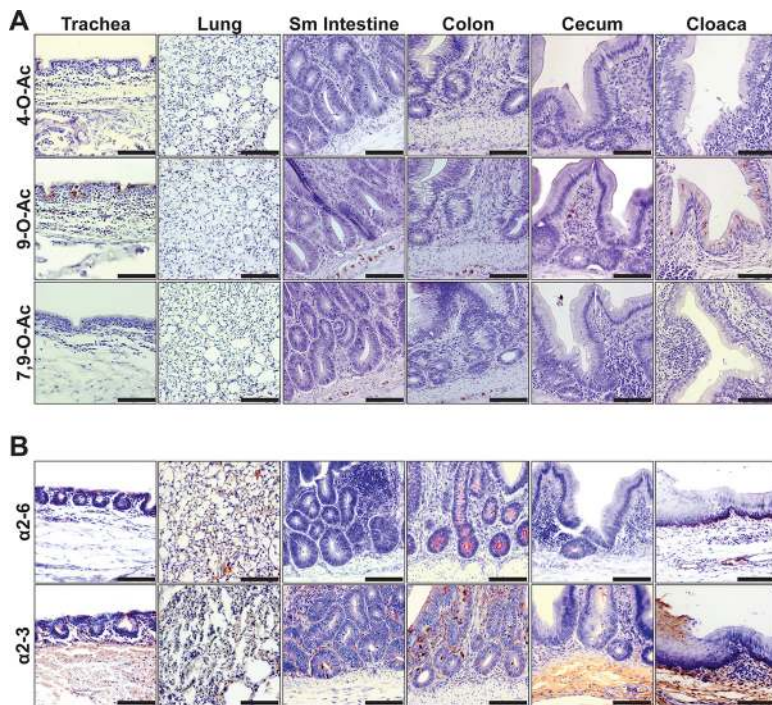 A
Trachea Lung Sm Intestine Colon Cecum Cloaca
4-O-Ac
9-O-Ac
7,9-O-Ac
B
α2-6
α2-3